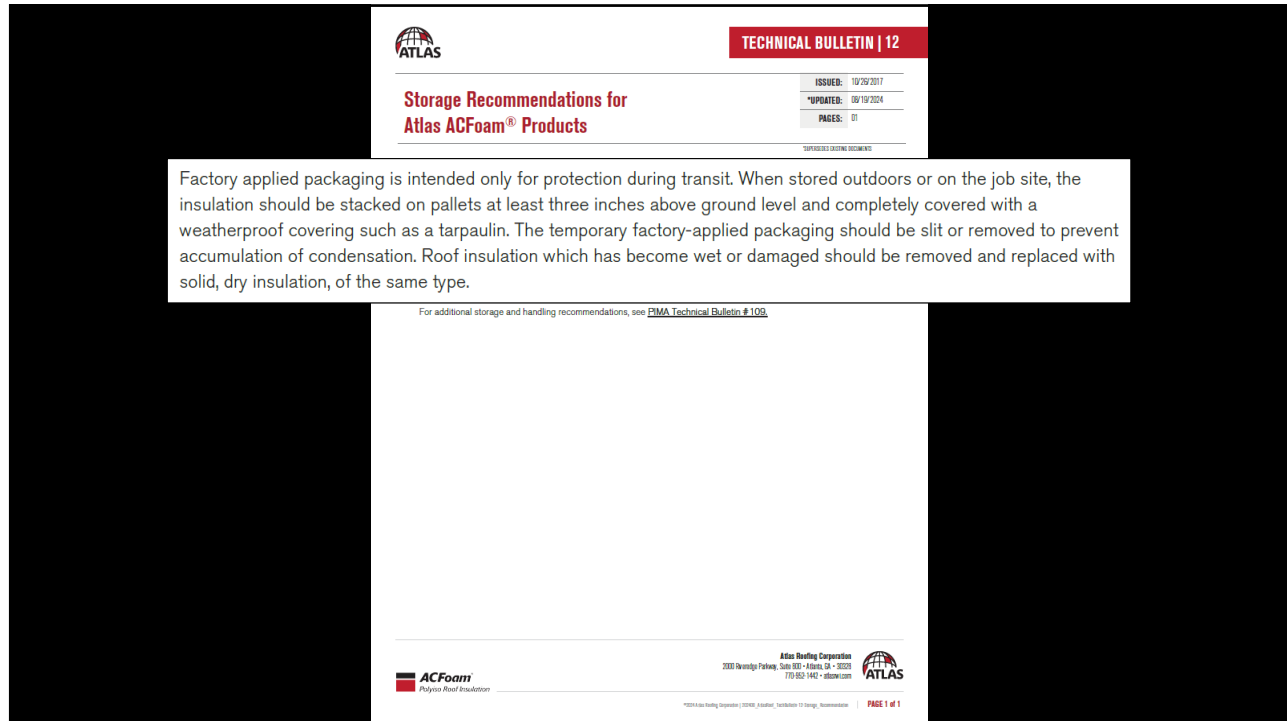 ATLAS
TECHNICAL BULLETIN | 12
ISSUED: 10/26/2017
Storage Recommendations for
*UPDATED: 08/19/2024
Atlas ACFoam® Products
PAGES: 01
*SUPERSEDES EXISTING DOCUMENTS
Factory applied packaging is intended only for protection during transit. When stored outdoors or on the job site, the
insulation should be stacked on pallets at least three inches above ground level and completely covered with a
weatherproof covering such as a tarpaulin. The temporary factory-applied packaging should be slit or removed to prevent
accumulation of condensation. Roof insulation which has become wet or damaged should be removed and replaced with
solid, dry insulation, of the same type.
For additional storage and handling recommendations, see PIMA Technical Bulletin #109.
Atlas Roofing Corporation
2000 Riveredge Parkway, Suite 800 • Atlanta, GA • 30328
770-952-1442 • atlasrwi.com
ATLAS
ACFoam®
Polyiso Roof Insulation
PAGE 1 of 1